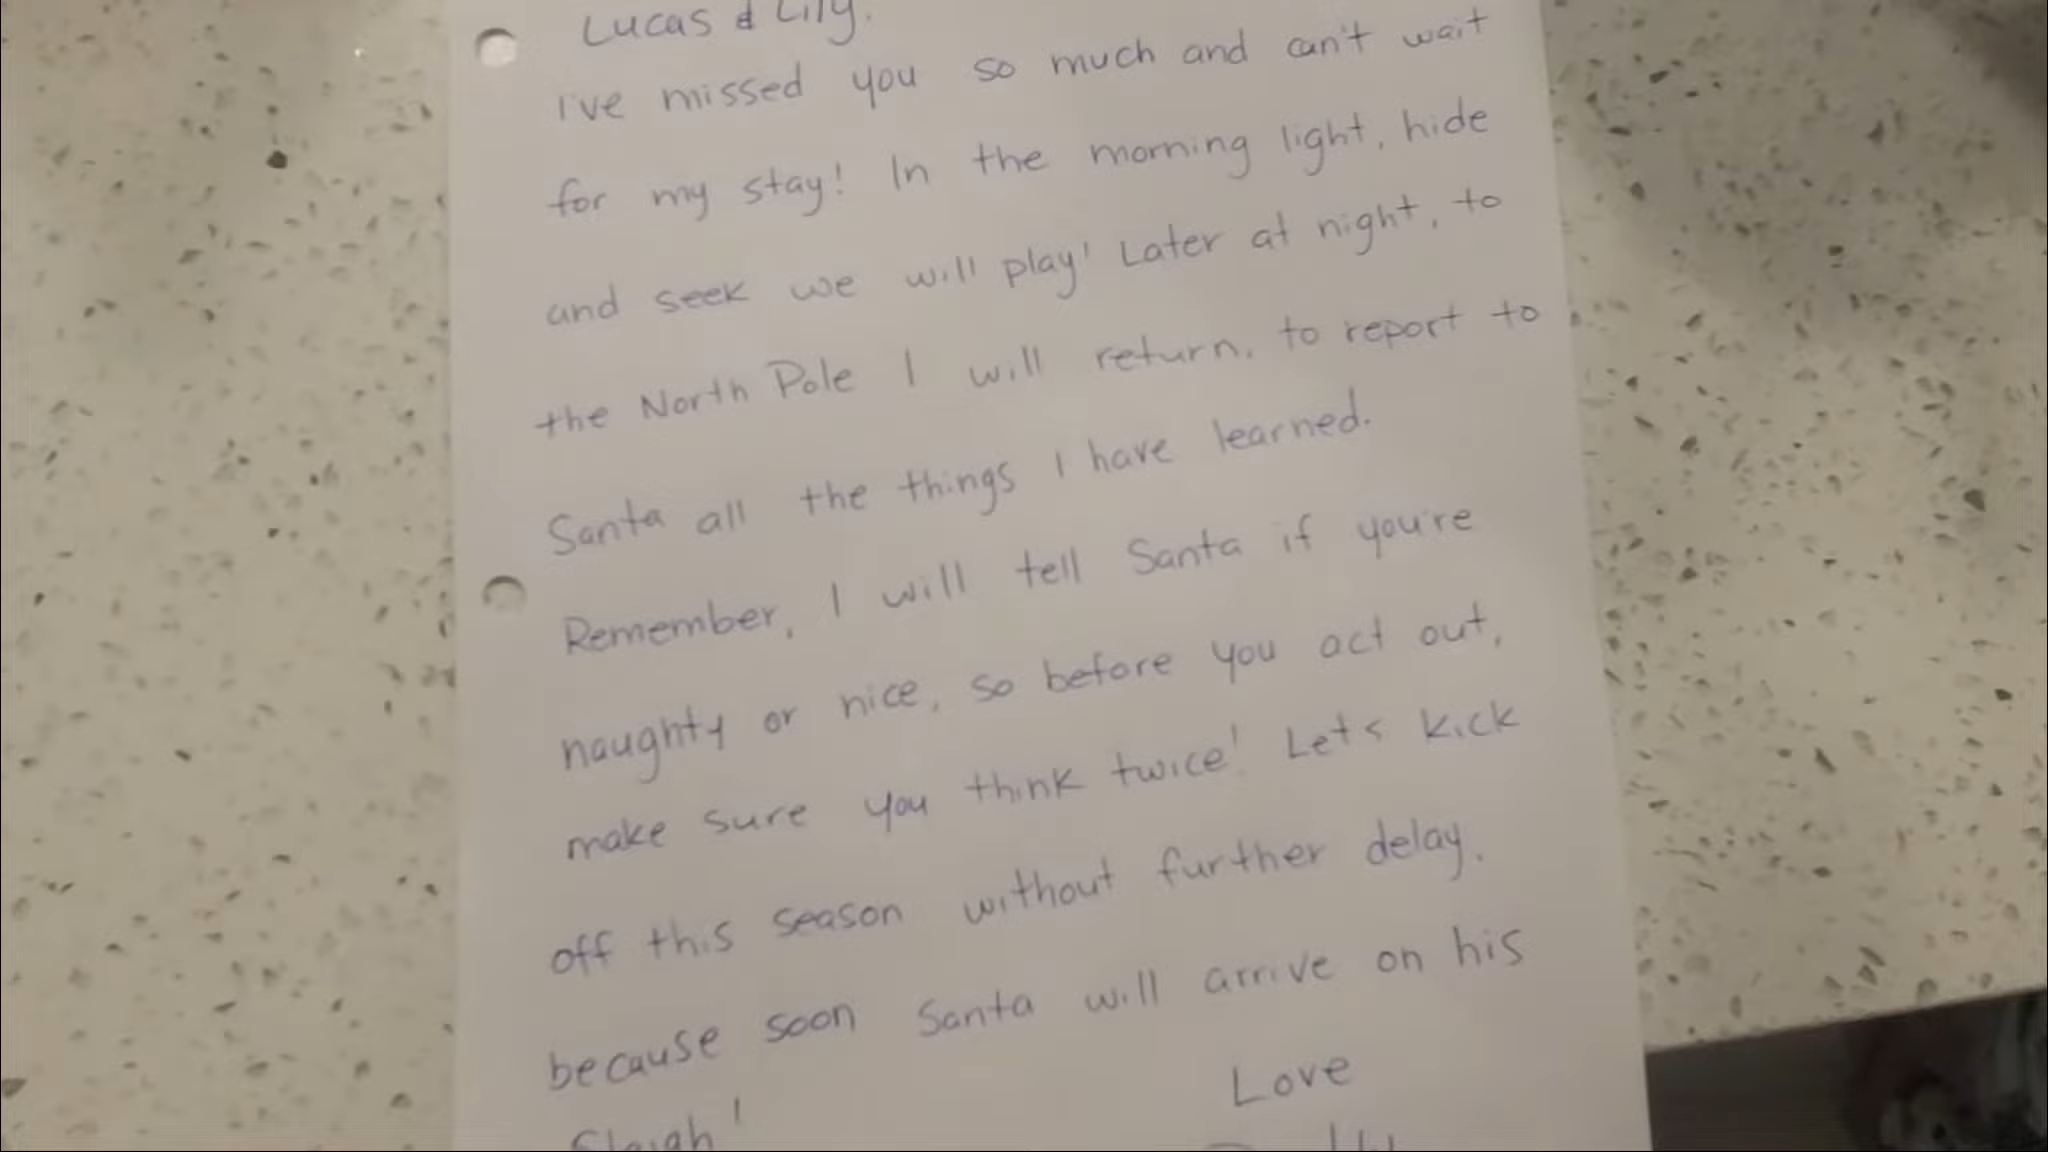 Lucas & Lily.
I've missed you so much and can't wait
for my stay! In the morning light, hide
and seek we will play! Later at night, to
the North Pole I will return, to report to
Santa all the things I have learned.
Remember, I will tell Santa if you're
naughty or nice, so before you act out,
make sure you think twice! Lets kick
off this season without further delay.
because soon Santa will arrive on his
Sleigh!
Love